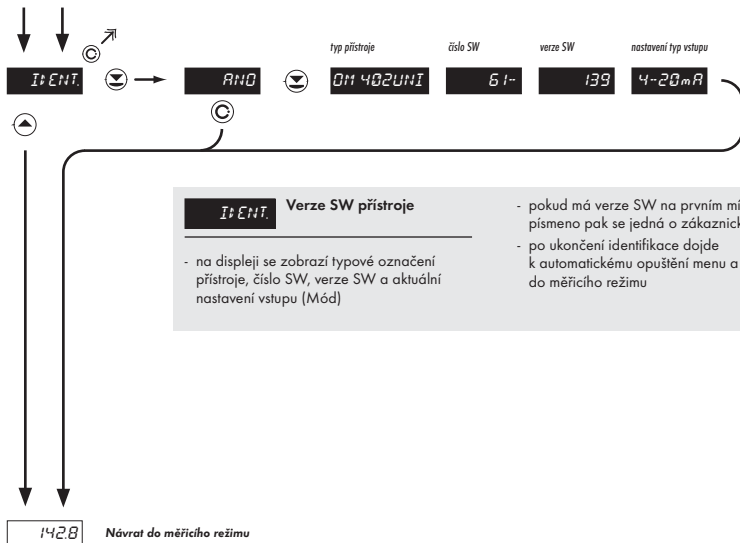 typ přístroje číslo SW verze SW nastavení typ vstupu
IDENT. ANO OM 402UNI 61- 139 4-20mA
IDENT. Verze SW přístroje
- na displeji se zobrazí typové označení
přístroje, číslo SW, verze SW a aktuální
nastavení vstupu (Mód)
- pokud má verze SW na prvním
písmeno pak se jedná o
- po ukončení identifikace dojde
k automatickému opuštění menu a
do měřicího režimu
142.8 Návrat do měřicího režimu